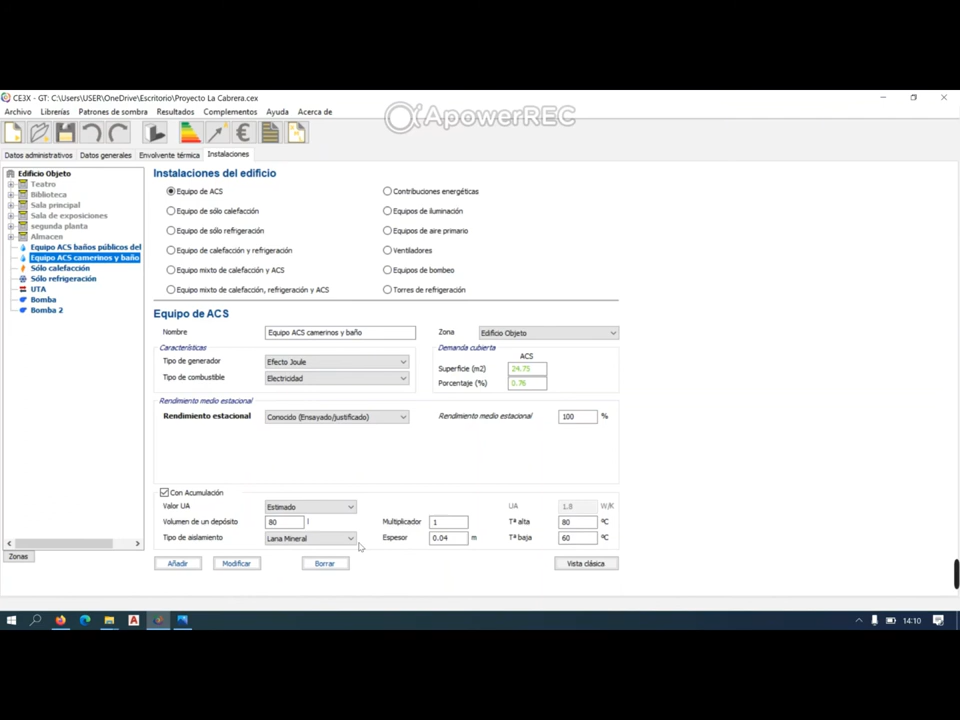 CE3X - GT: C:\Users\USER\OneDrive\Escritorio\Proyecto La Cabrera.cex
ApowerREC
Archivo Librerías Patrones de sombra Resultados Complementos Ayuda Acerca de
Datos administrativos Datos generales Envolvente térmica Instalaciones
Edificio Objeto
Teatro
Biblioteca
Sala principal
Sala de exposiciones
segunda planta
Almacen
Equipo ACS baños públicos del
Equipo ACS camerinos y baño
Sólo calefacción
Sólo refrigeración
UTA
Bomba
Bomba 2
Zonas
Instalaciones del edificio
Equipo de ACS Contribuciones energéticas
Equipo de sólo calefacción Equipos de iluminación
Equipo de sólo refrigeración Equipos de aire primario
Equipo de calefacción y refrigeración Ventiladores
Equipo mixto de calefacción y ACS Equipos de bombeo
Equipo mixto de calefacción, refrigeración y ACS Torres de refrigeración
Equipo de ACS
Nombre Equipo ACS camerinos y baño Zona Edificio Objeto
Características Demanda cubierta
ACS
Tipo de generador Efecto Joule Superficie (m2) 24.75
Tipo de combustible Electricidad Porcentaje (%) 0.76
Rendimiento medio estacional
Rendimiento estacional Conocido (Ensayado/justificado) Rendimiento medio estacional 100 %
Con Acumulación
Valor UA Estimado UA 1.8 W/K
Volumen de un depósito 80 l Multiplicador 1 Tª alta 80 ºC
Tipo de aislamiento Lana Mineral Espesor 0.04 m Tª baja 60 ºC
Añadir Modificar Borrar Vista clásica
14:10